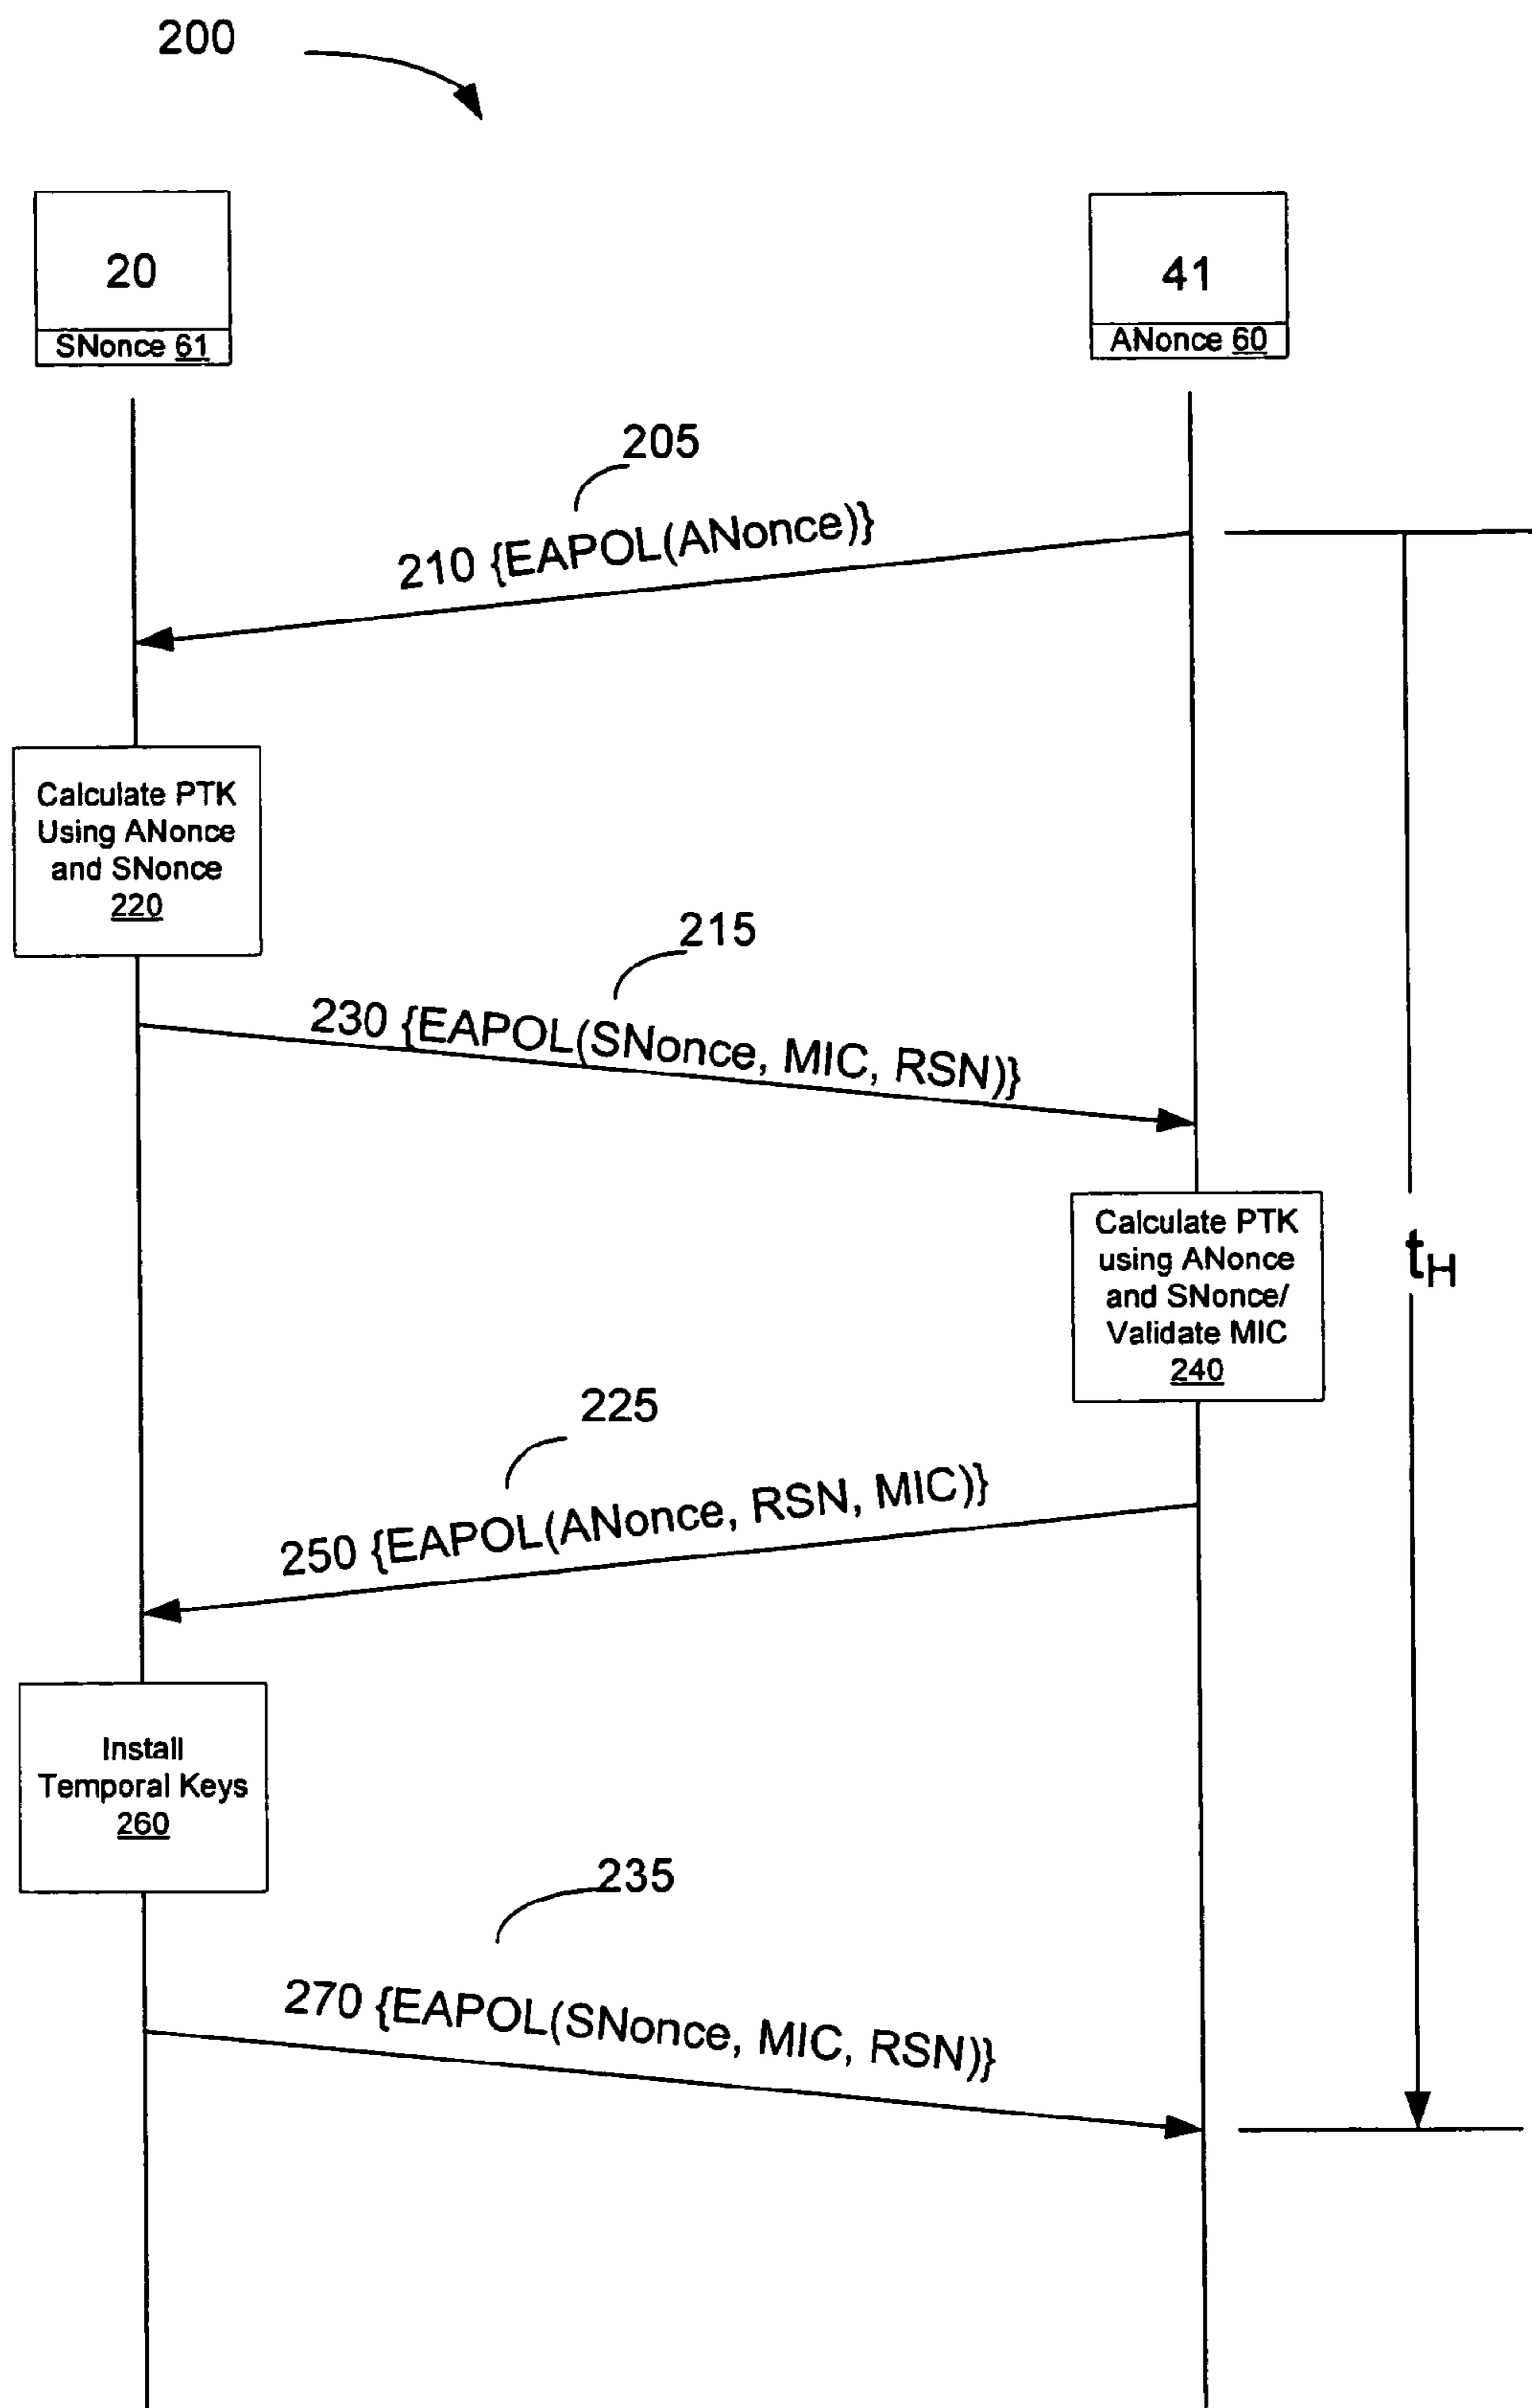 200
20
SNonce 61
41
ANonce 60
205
210 {EAPOL(ANonce)}
Calculate PTK
Using ANonce
and SNonce
220
215
230 {EAPOL(SNonce, MIC, RSN)}
Calculate PTK
using ANonce
and SNonce/
Validate MIC
240
tH
225
250 {EAPOL(ANonce, RSN, MIC)}
Install
Temporal Keys
260
235
270 {EAPOL(SNonce, MIC, RSN)}